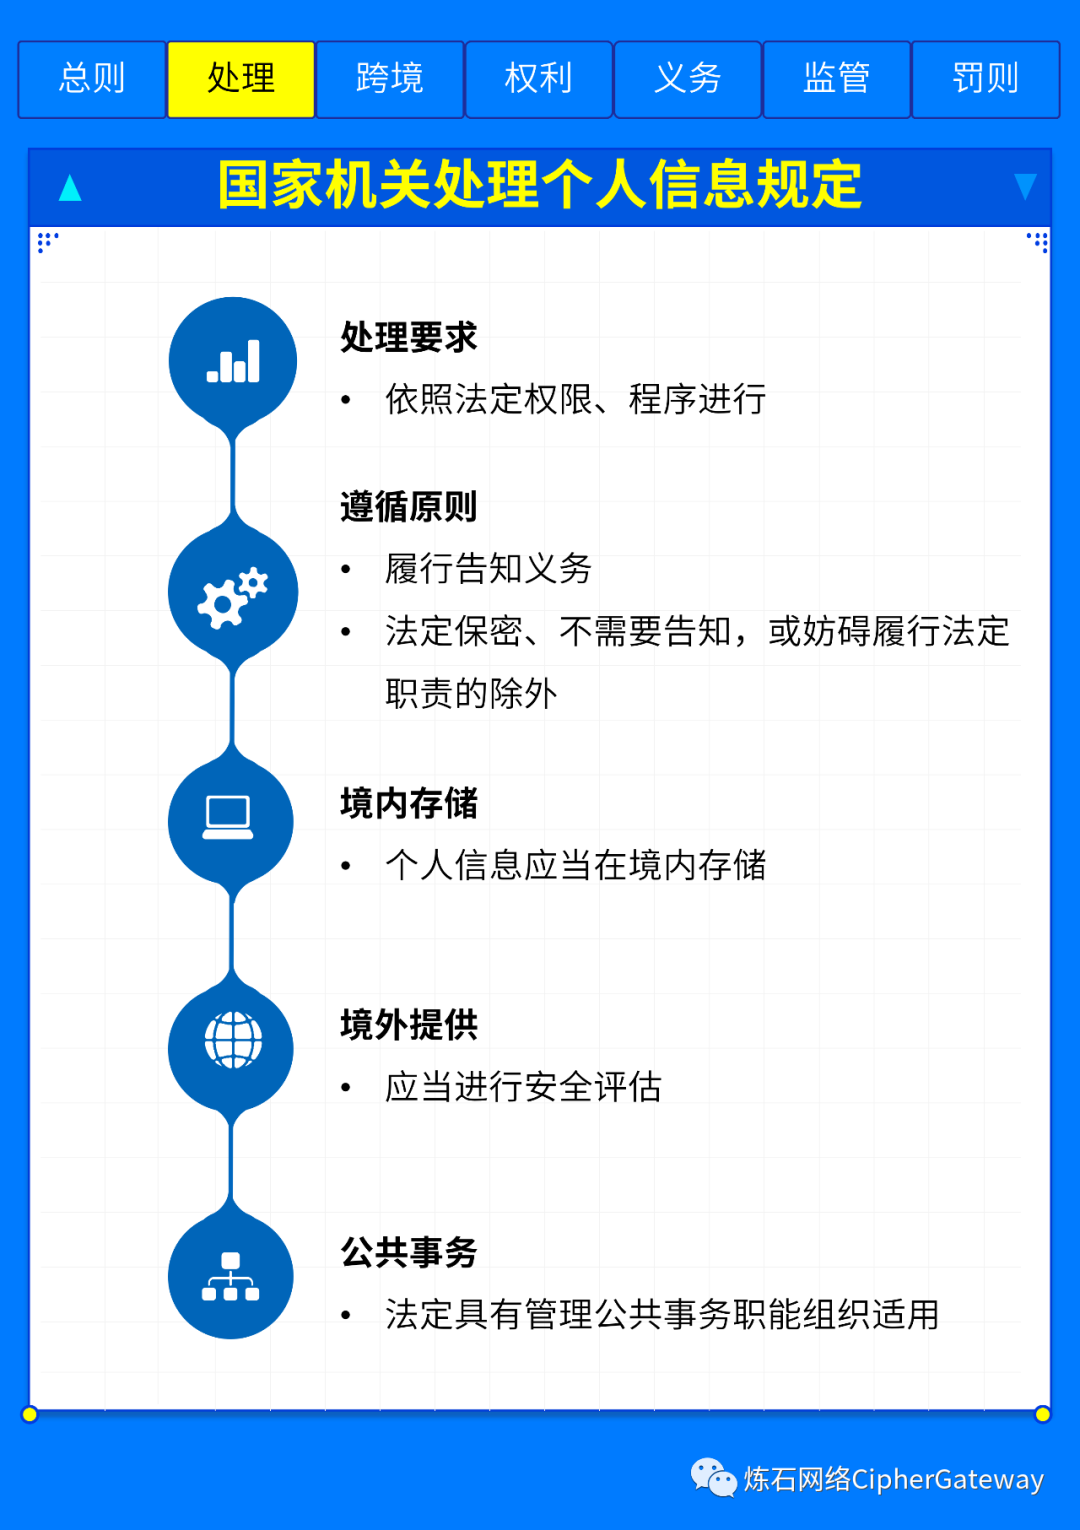 总则 处理 跨境 权利 义务 监管 罚则
国家机关处理个人信息规定
处理要求
• 依照法定权限、程序进行
遵循原则
• 履行告知义务
• 法定保密、不需要告知，或妨碍履行法定
职责的除外
境内存储
• 个人信息应当在境内存储
境外提供
• 应当进行安全评估
公共事务
• 法定具有管理公共事务职能组织适用
炼石网络CipherGateway